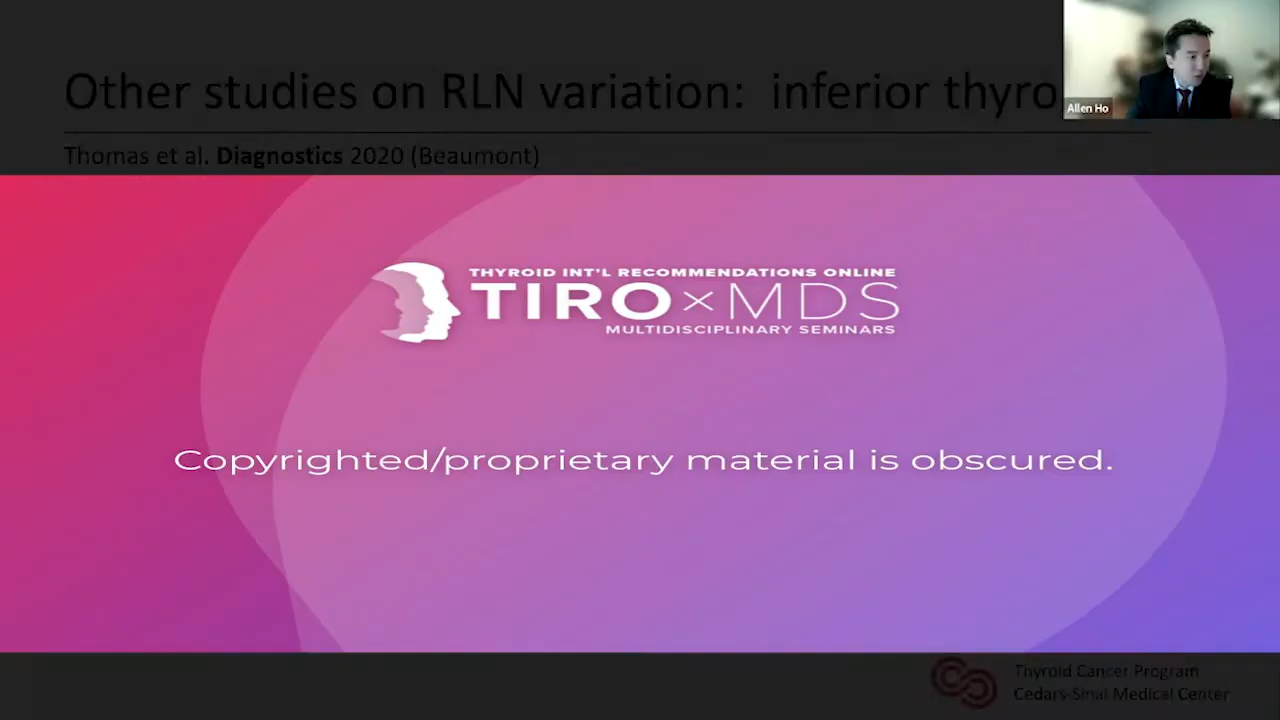 Other studies on RLN variation: inferior thyro
Allen Ho
Thomas et al. Diagnostics 2020 (Beaumont)
THYROID INT'L RECOMMENDATIONS ONLINE
TIRO×MDS
MULTIDISCIPLINARY SEMINARS
Copyrighted/proprietary material is obscured.
Thyroid Cancer Program
Cedars-Sinai Medical Center